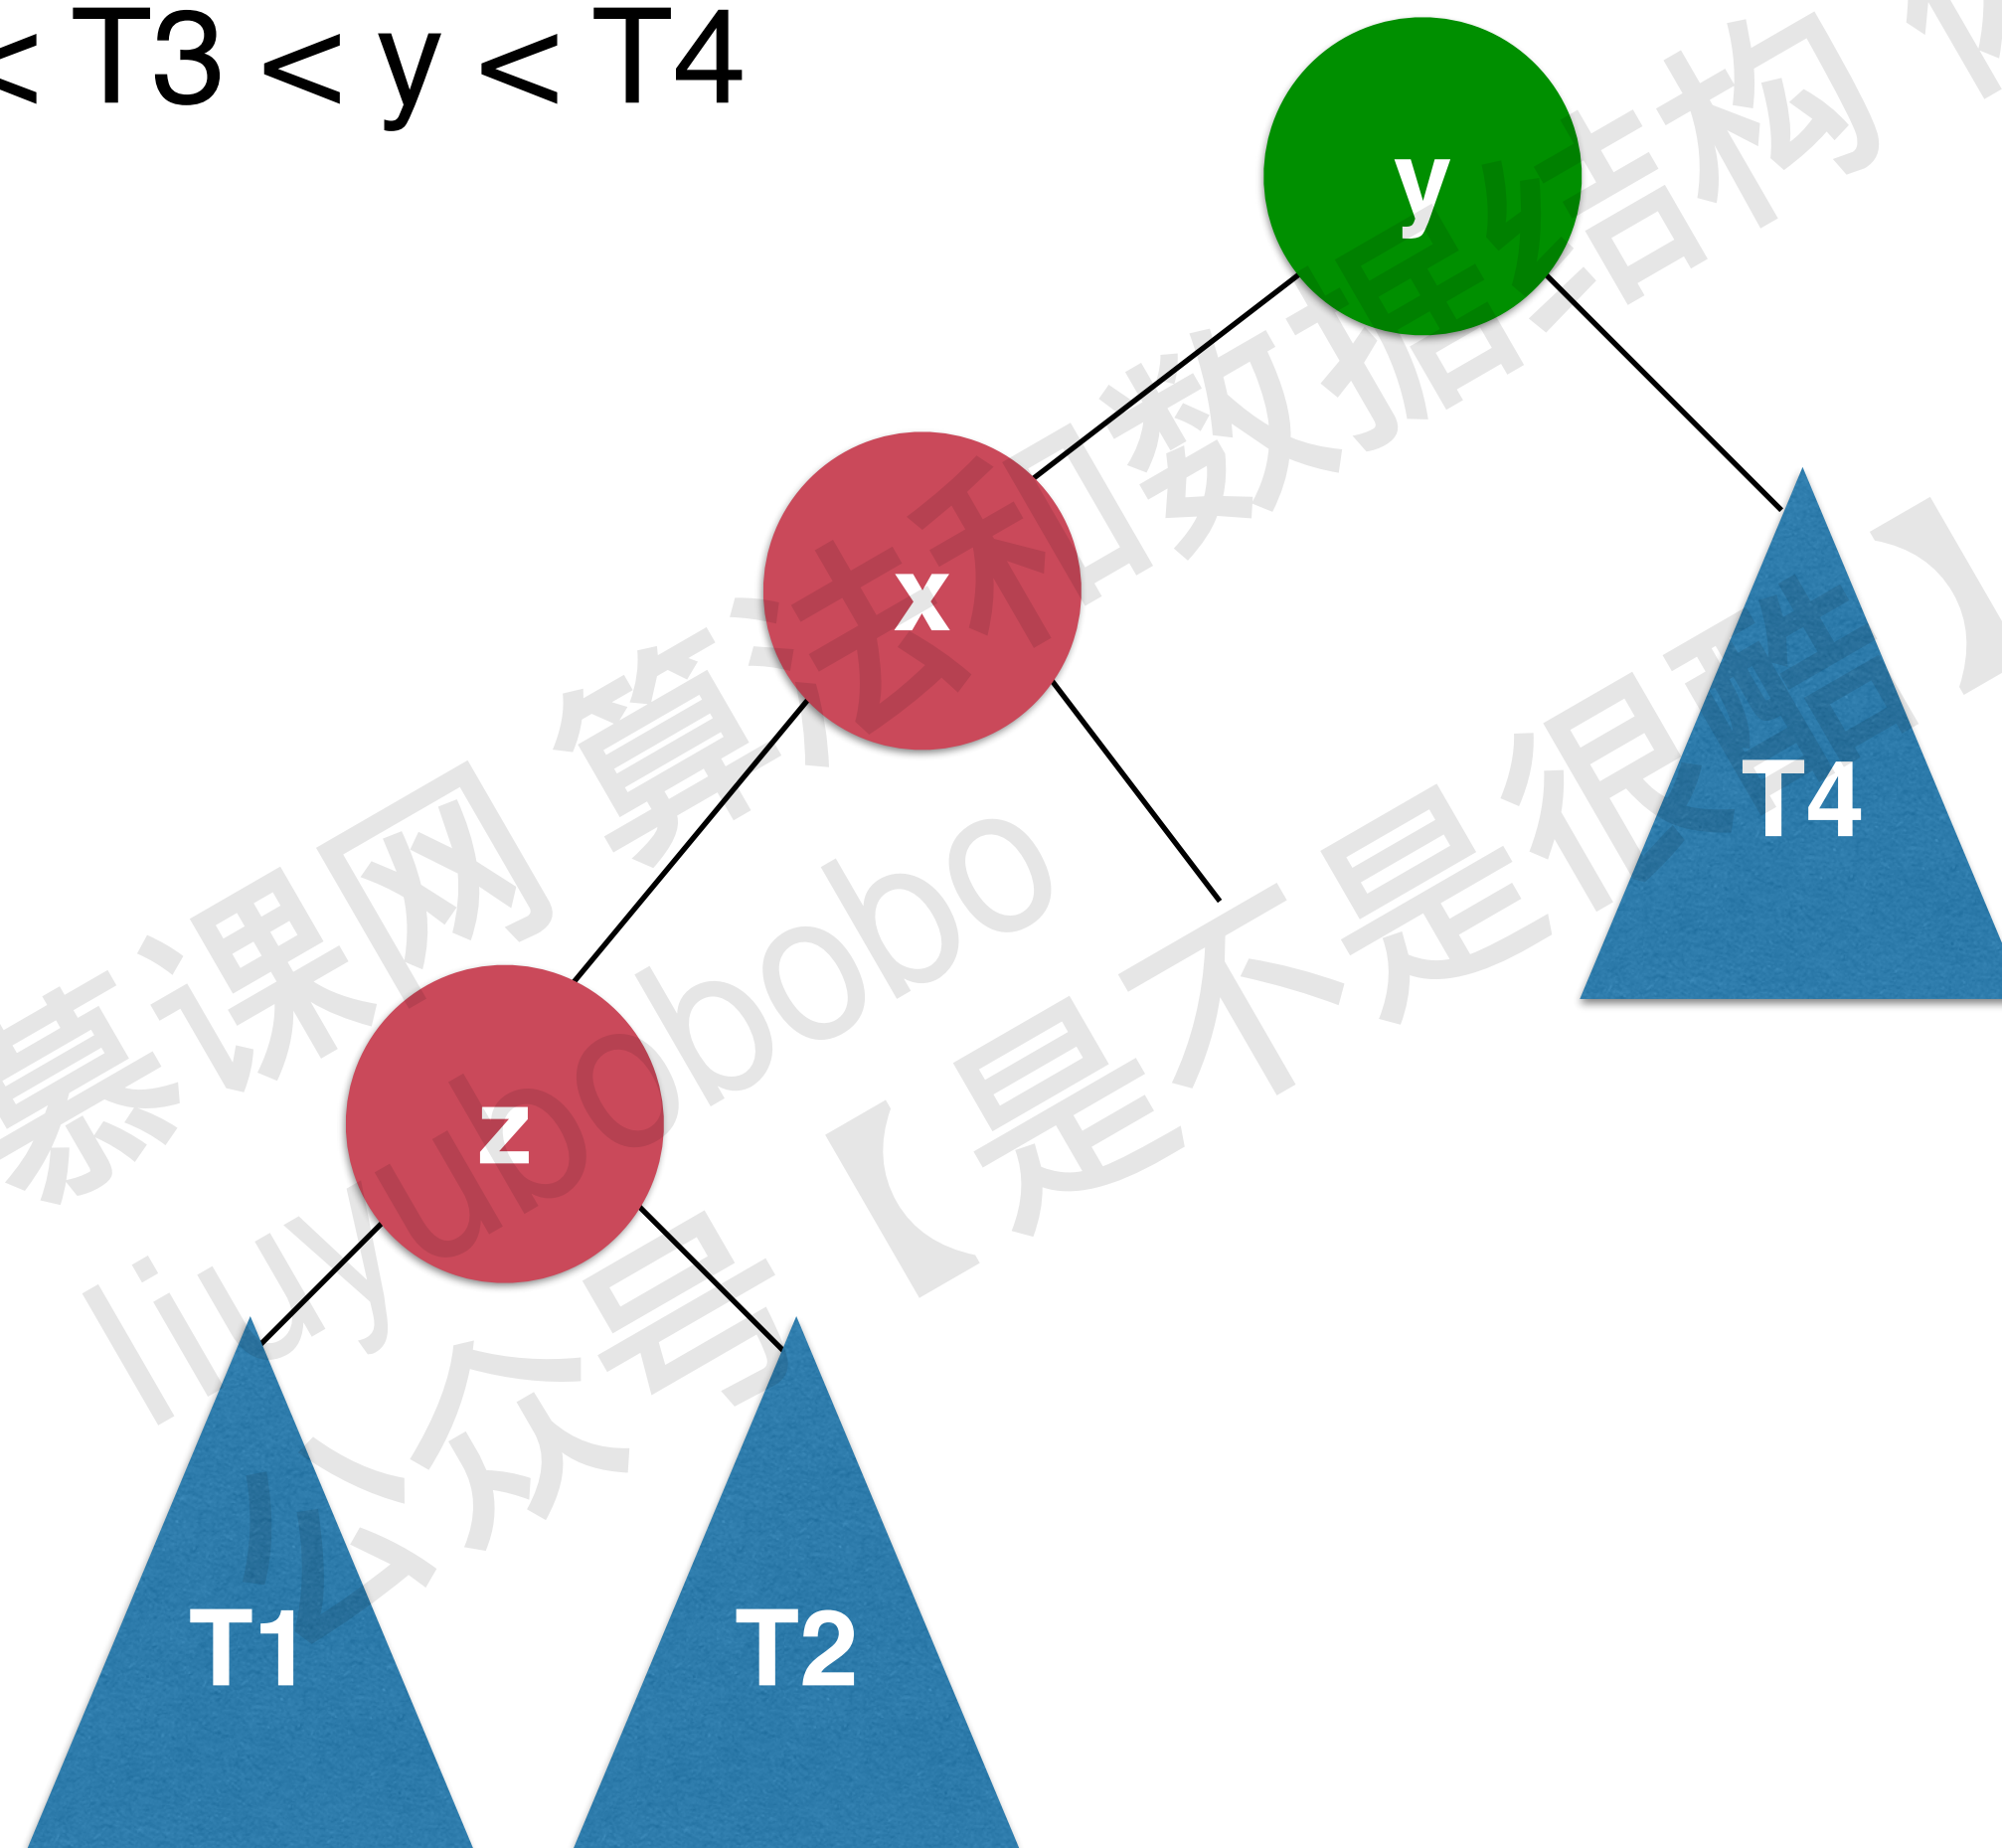 < T3 < y < T4
y
x
T4
z
T1
T2
慕课网 算法和数据结构
liuyubobobo
公众号【是不是很酷】